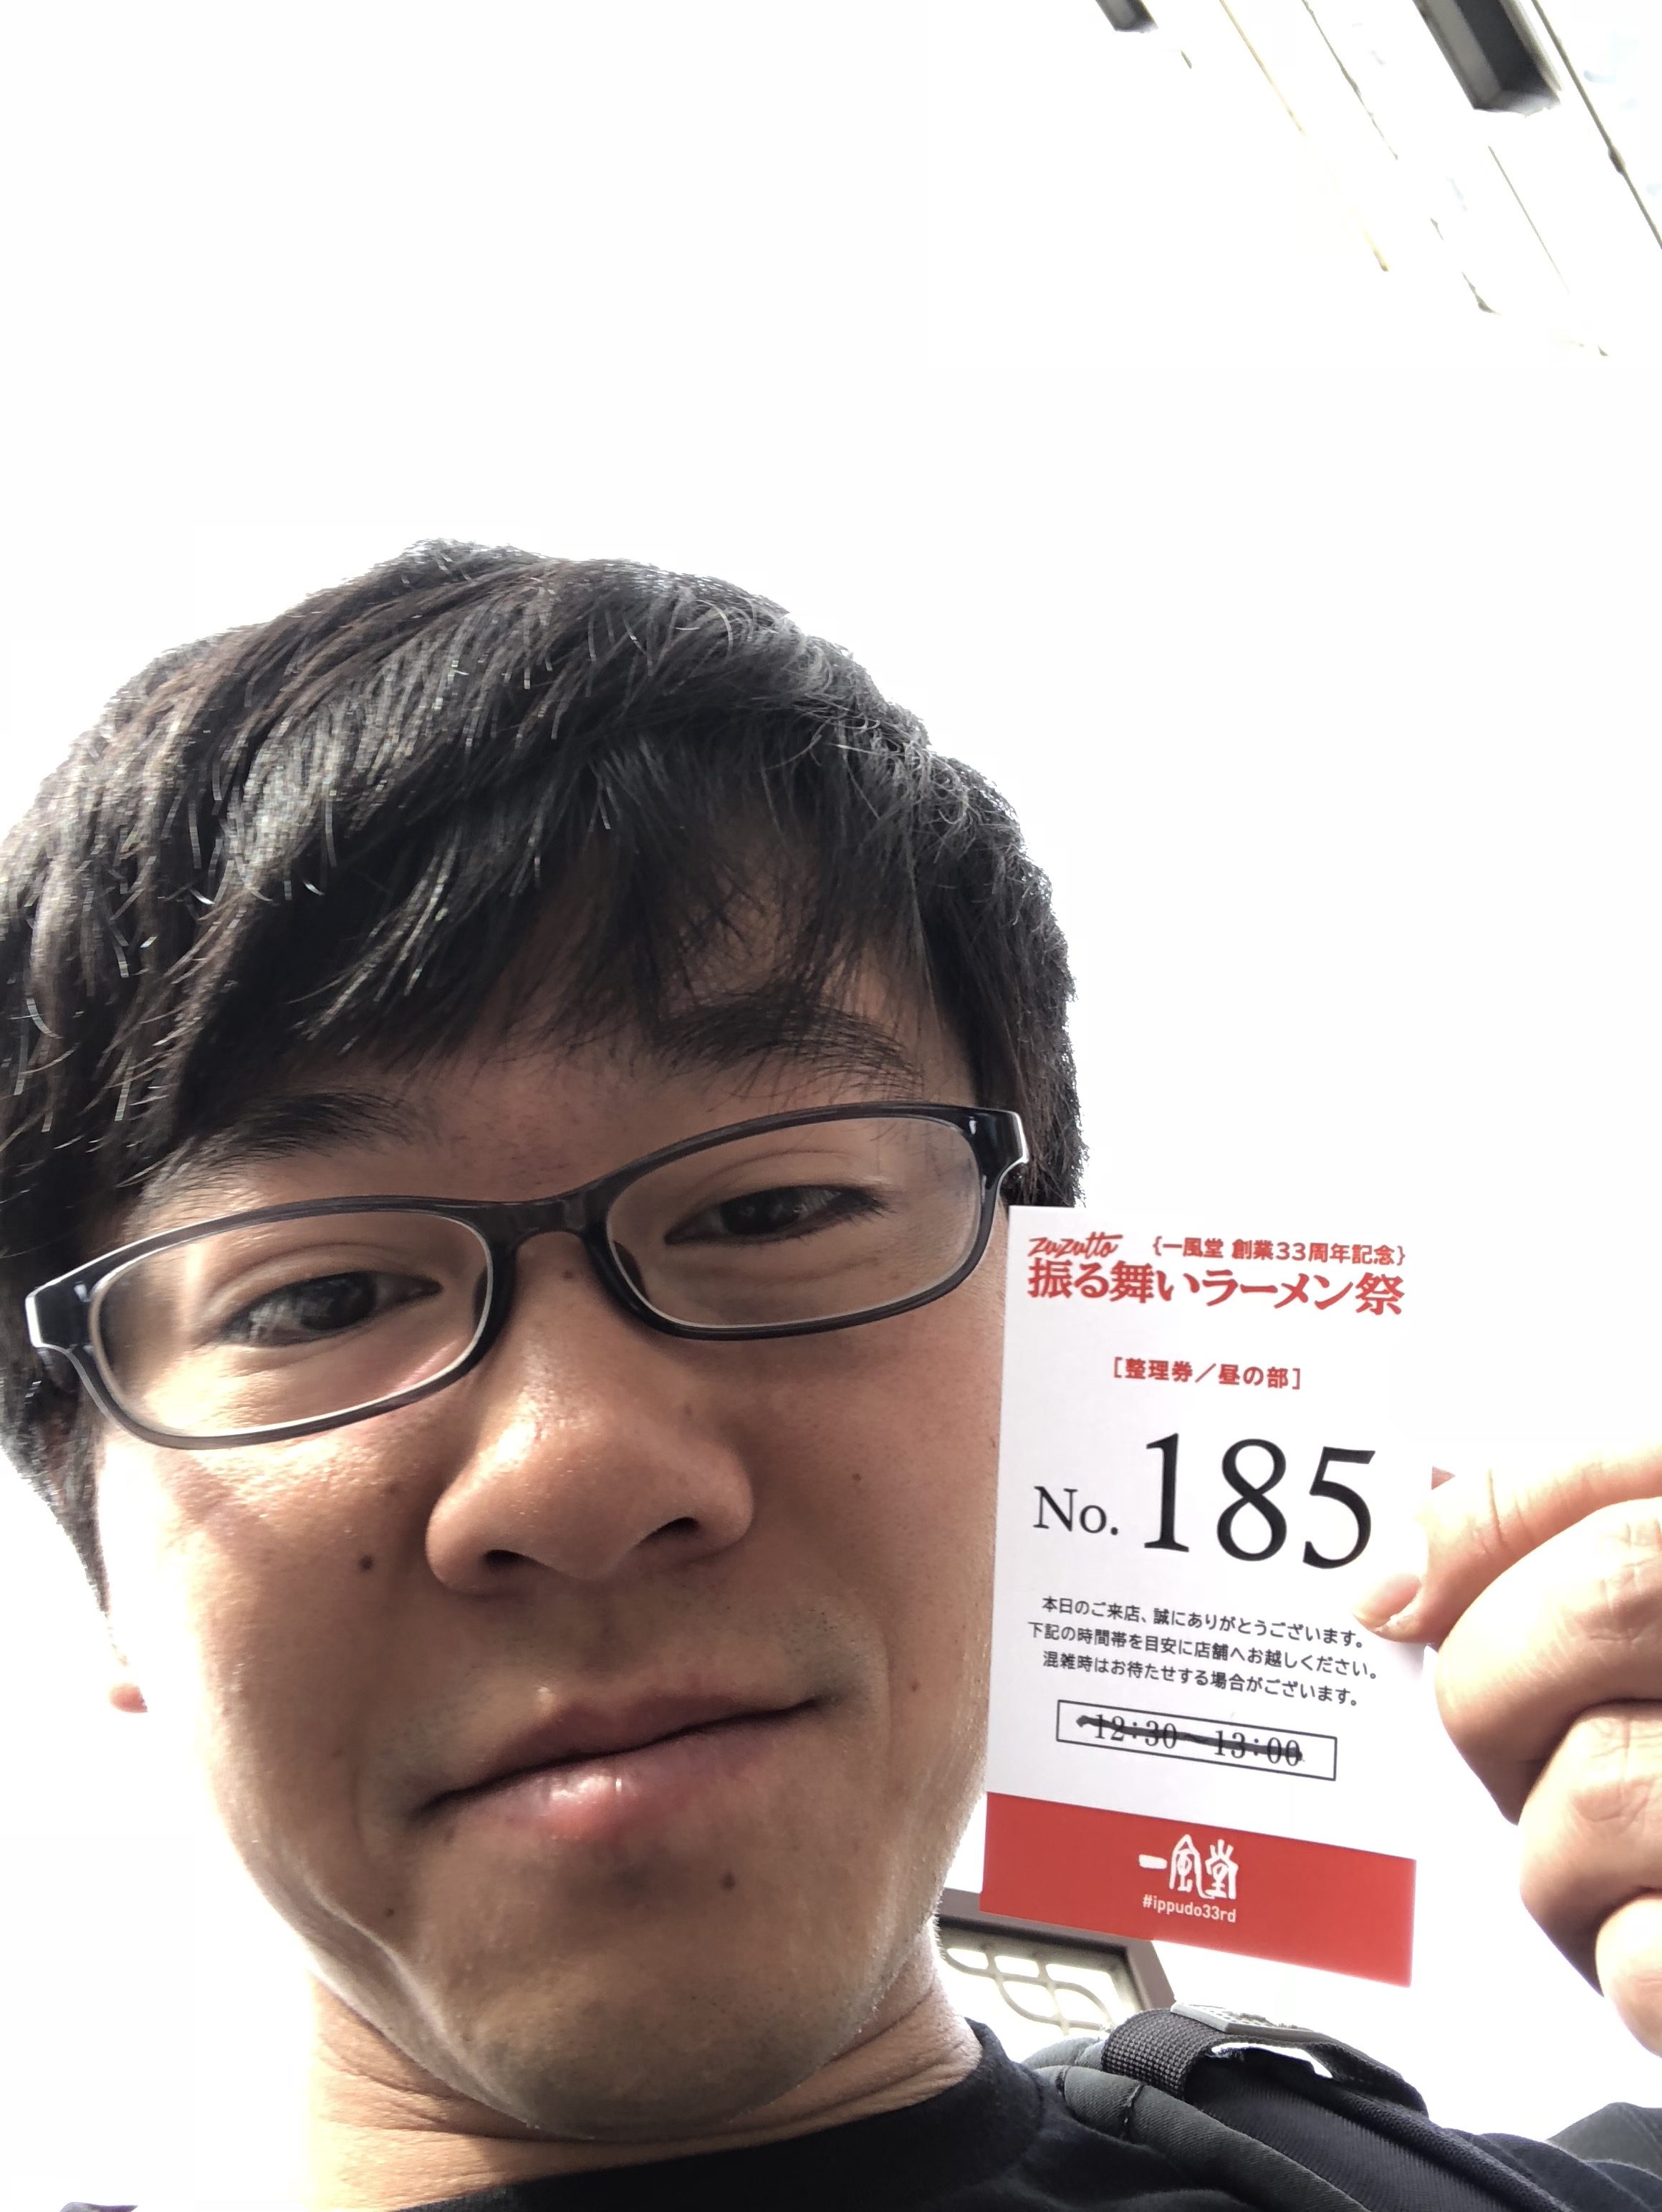 zuzutto {一風堂 創業33周年記念}
振る舞いラーメン祭
[整理券/昼の部]
No. 185
本日のご来店、誠にありがとうございます。
下記の時間帯を目安に店舗へお越しください。
混雑時はお待たせする場合がございます。
12:30~13:00
一風堂
#ippudo33rd